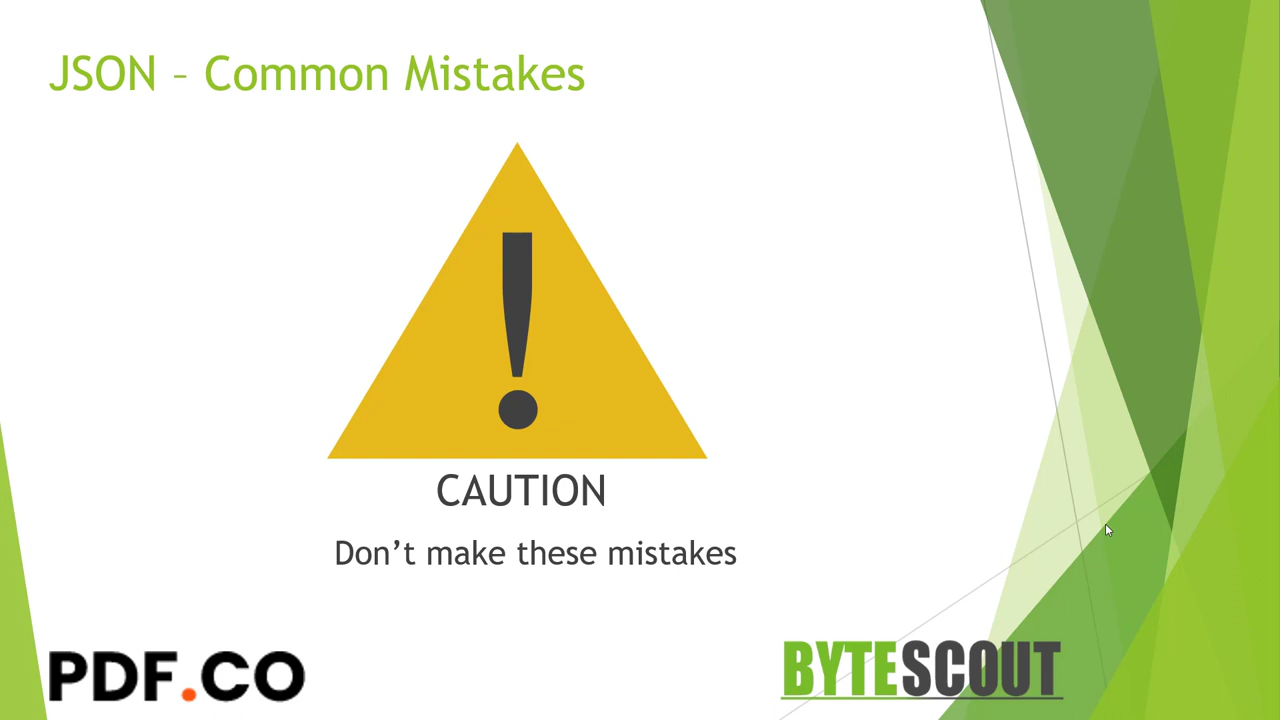 JSON – Common Mistakes
!
CAUTION
Don’t make these mistakes
PDF.CO
BYTESCOUT